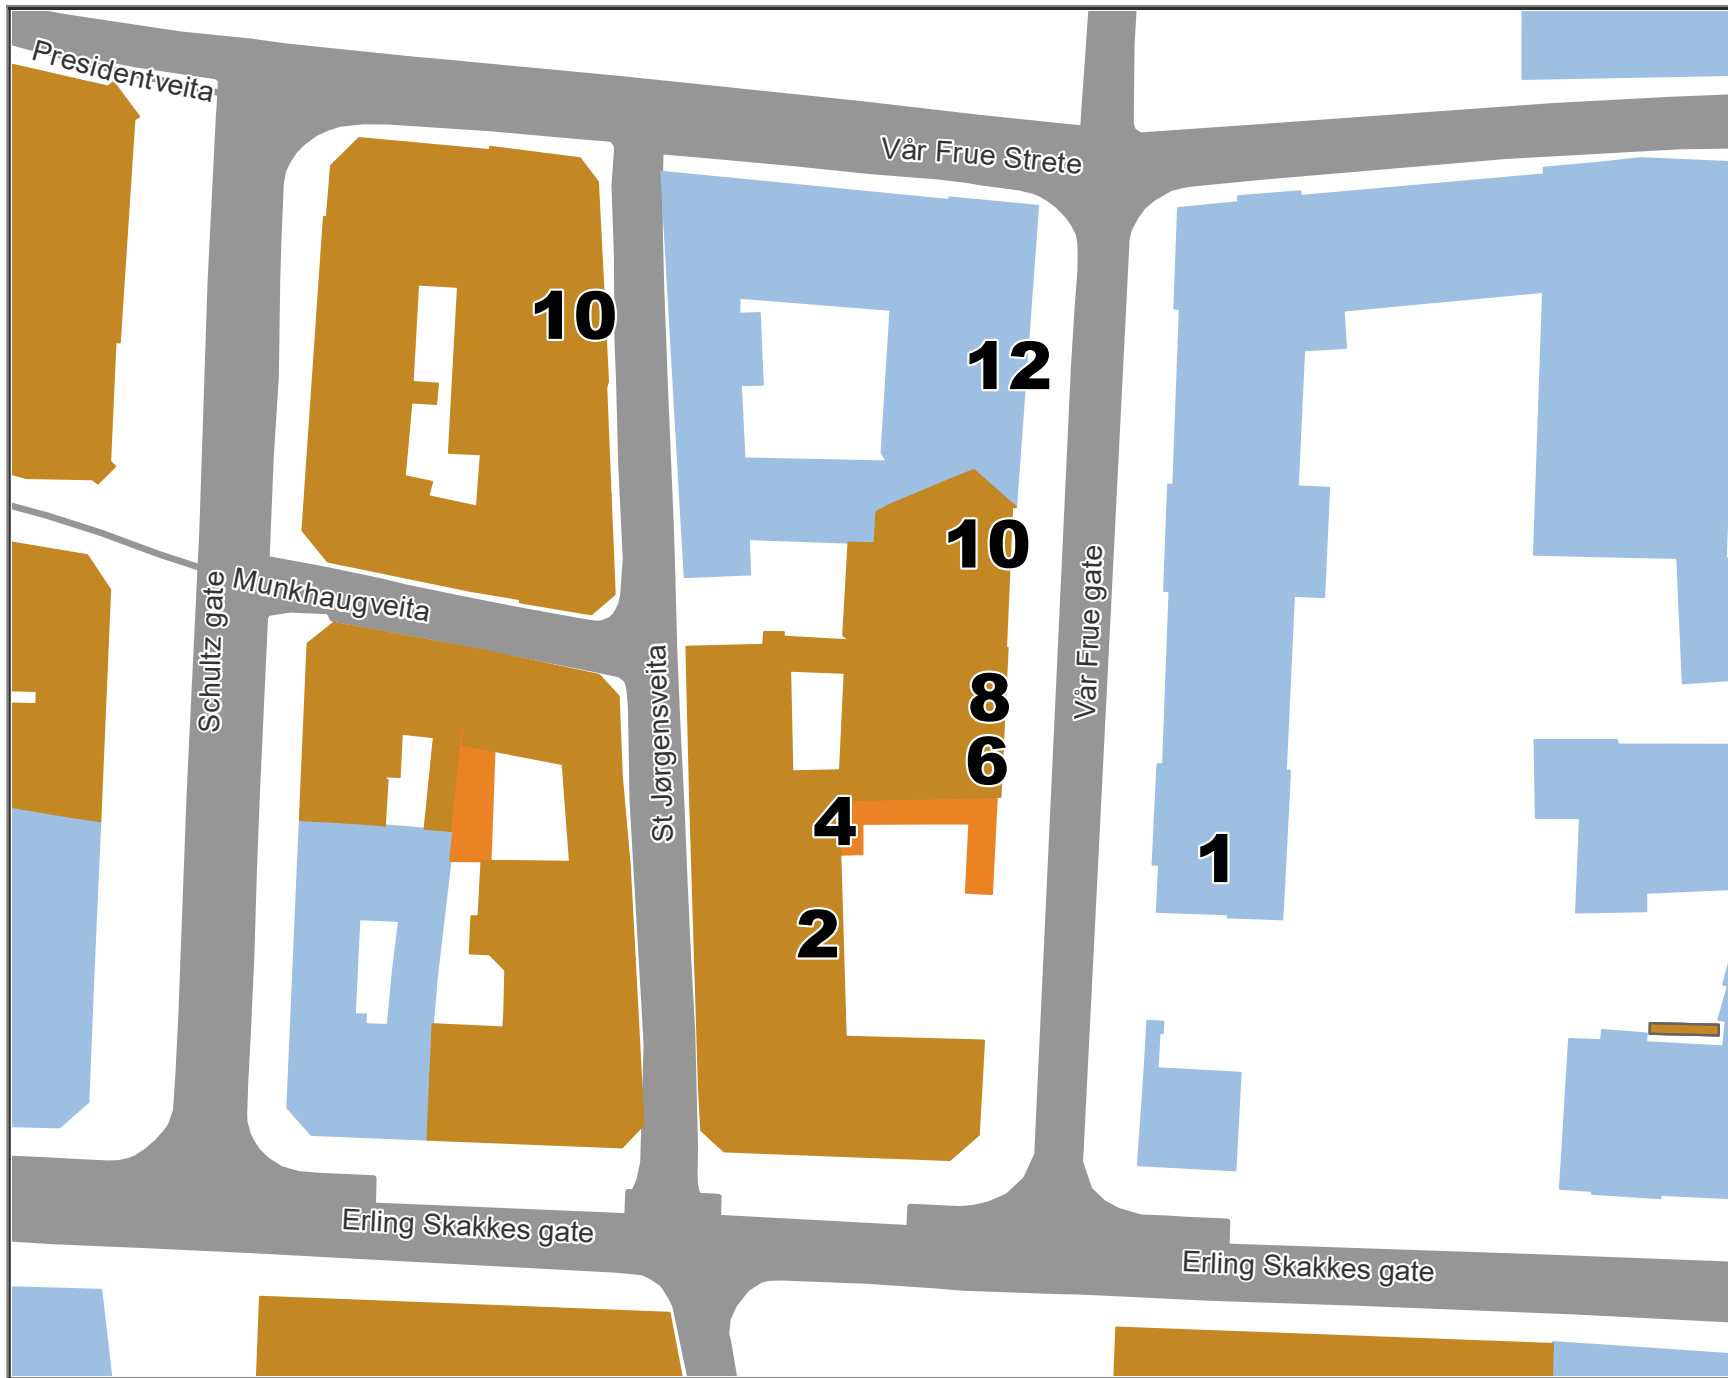 Presidentveita
Vår Frue Strete
10
12
10
Munkhaugveita
Schultz gate
St Jørgensveita
Vår Frue gate
8
6
4
1
2
Erling Skakkes gate
Erling Skakkes gate